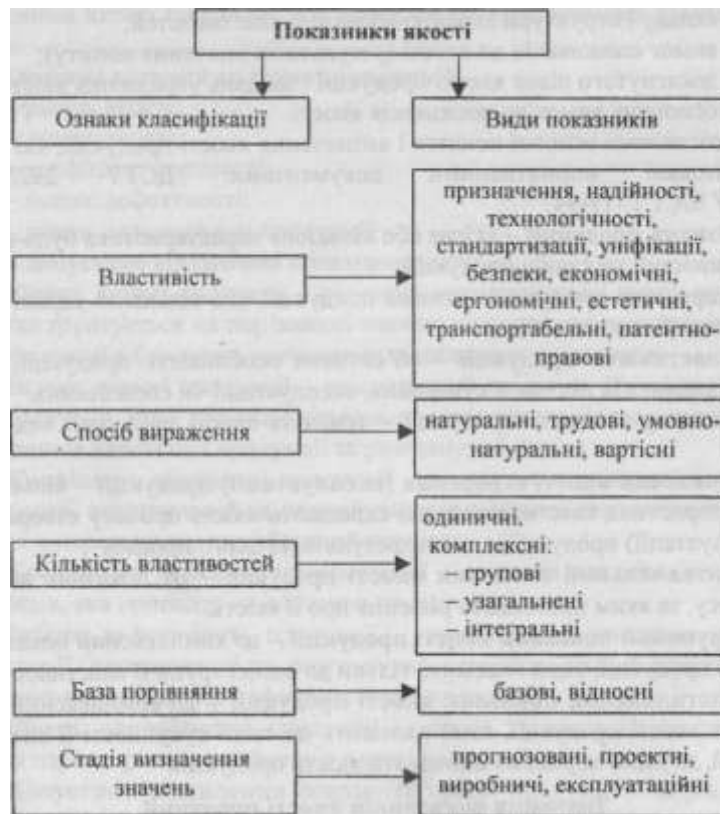 Показники якості
Ознаки класифікації
Види показників
Властивість
призначення, надійності,
технологічності,
стандартизації, уніфікації,
безпеки, економічні,
ергономічні, естетичні,
транспортабельні, патентно-
правові
Спосіб вираження
натуральні, трудові, умовно-
натуральні, вартісні
Кількість властивостей
одиничні,
комплексні:
– групові
– узагальнені
– інтегральні
База порівняння
базові, відносні
Стадія визначення
значень
прогнозовані, проектні,
виробничі, експлуатаційні